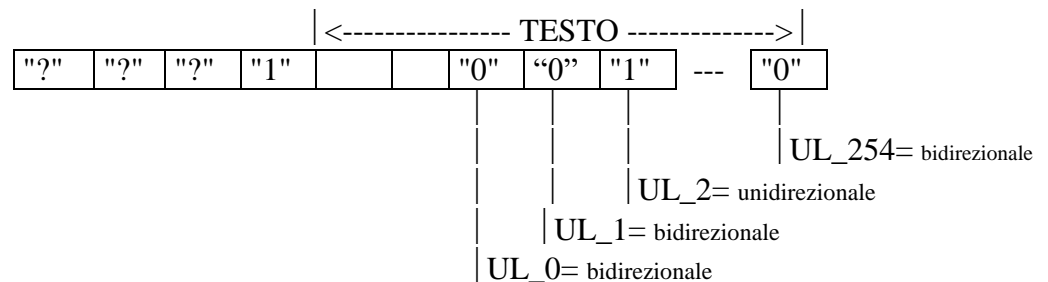 |<---------------- TESTO -------------->|
"?" "?" "?" "1" "0" “0” "1" --- "0"
UL_254= bidirezionale
UL_2= unidirezionale
UL_1= bidirezionale
UL_0= bidirezionale